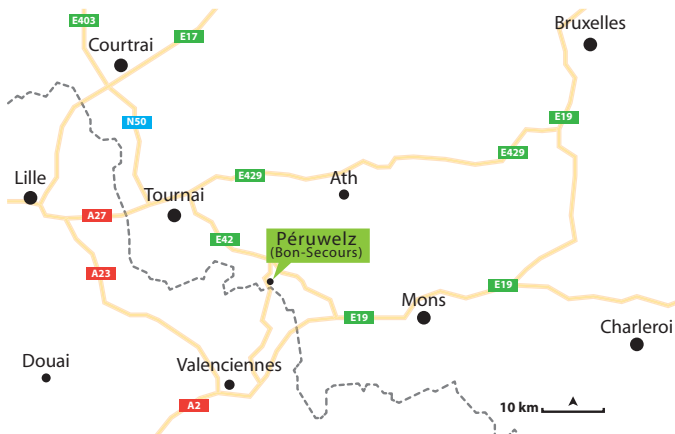 E403
Bruxelles
Courtrai
E17
E19
N50
E429
Lille
Tournai
E429
Ath
A27
E42
Péruwelz
(Bon-Secours)
A23
E19
Mons
E19
Charleroi
Douai
Valenciennes
A2
10 km